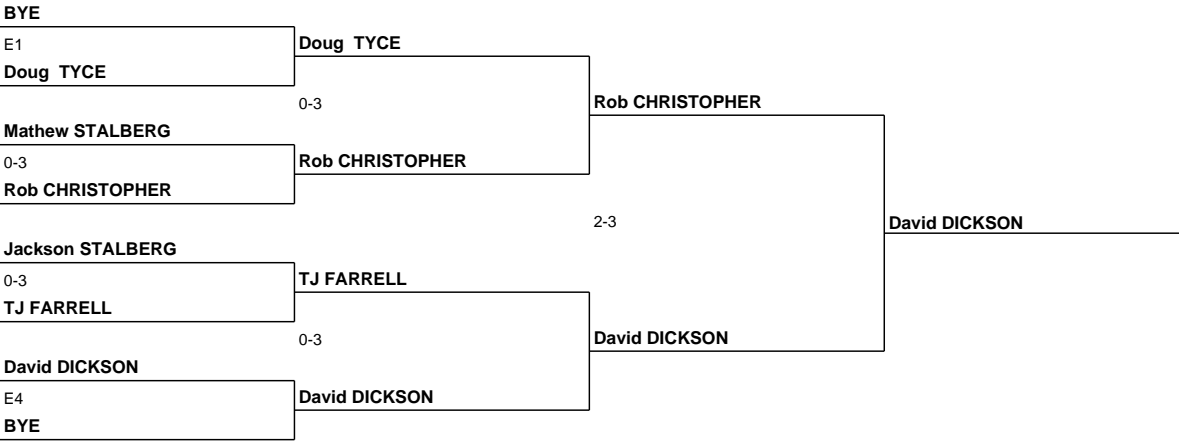 BYE
E1
Doug  TYCE
Doug  TYCE
0-3
Rob CHRISTOPHER
Mathew STALBERG
0-3
Rob CHRISTOPHER
Rob CHRISTOPHER
2-3
David DICKSON
Jackson STALBERG
0-3
TJ FARRELL
TJ FARRELL
0-3
David DICKSON
David DICKSON
E4
David DICKSON
BYE